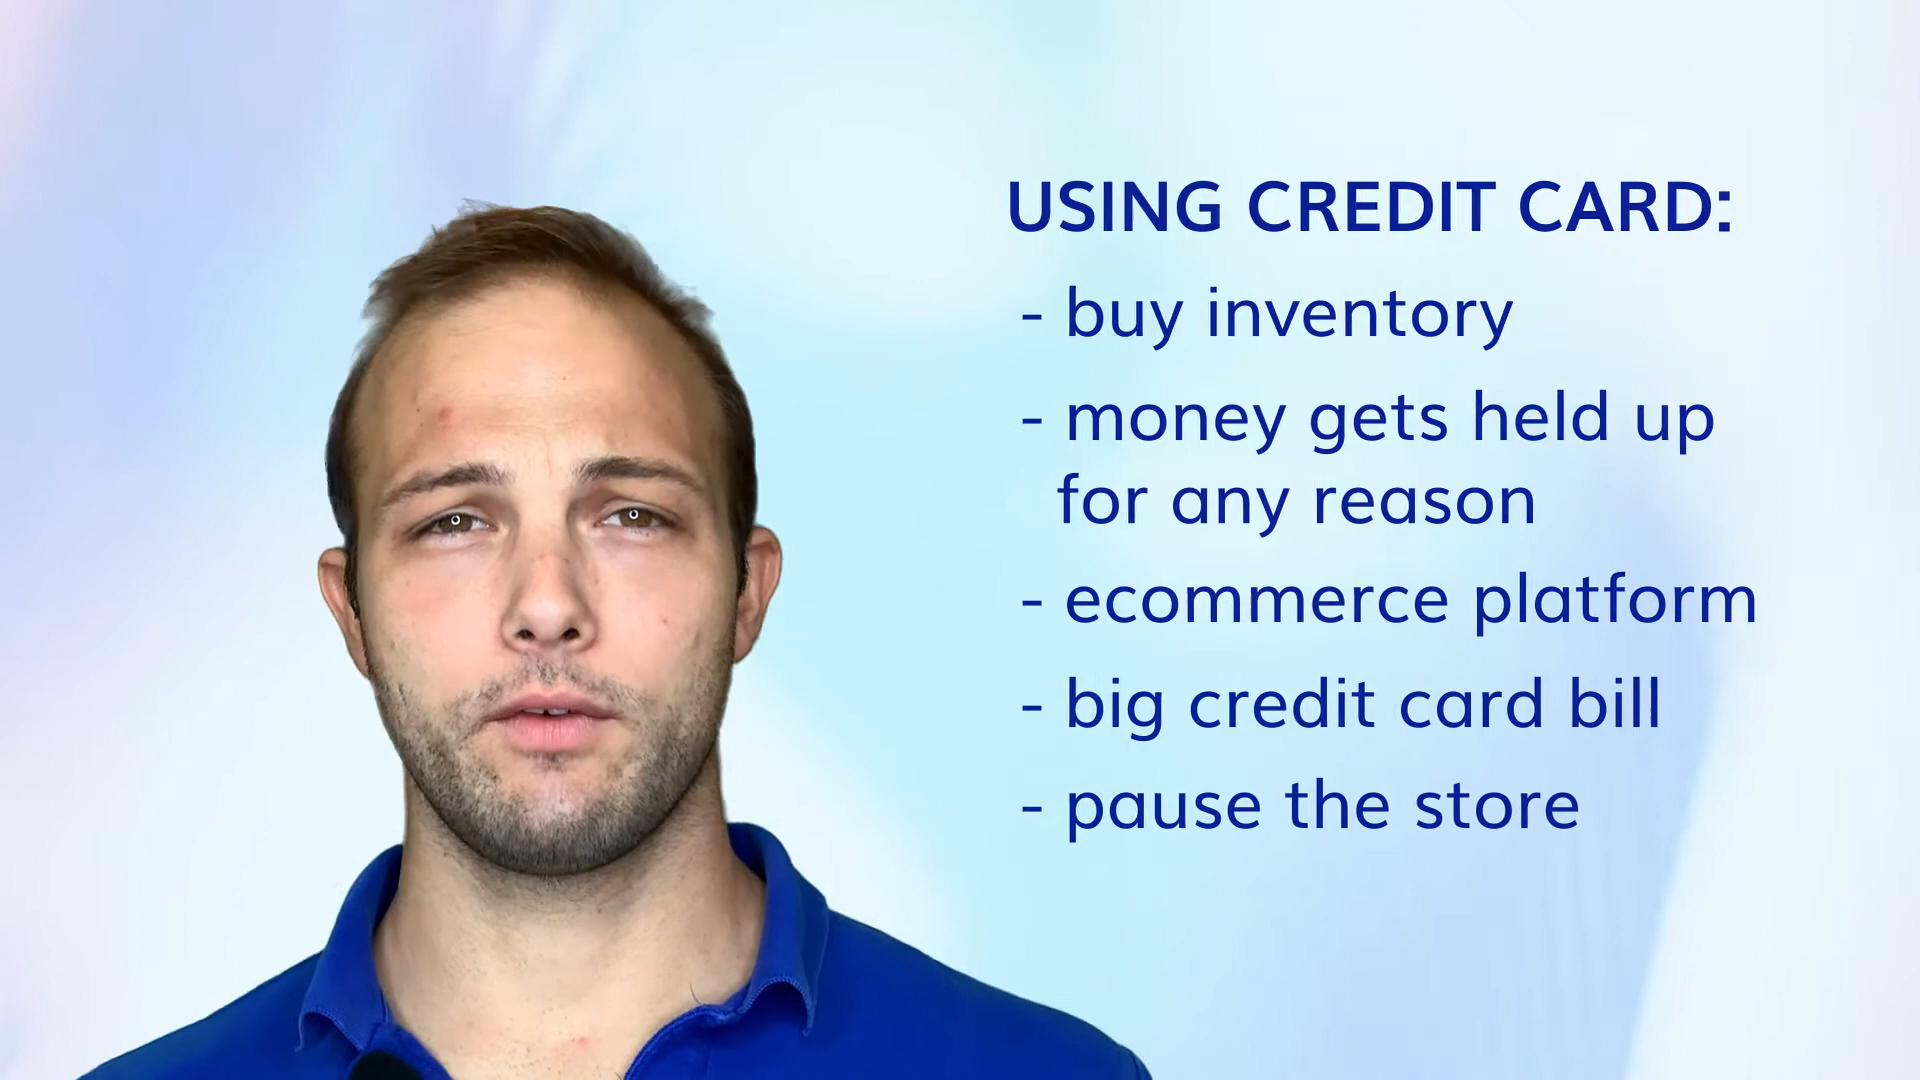 USING CREDIT CARD:
- buy inventory
- money gets held up
for any reason
- ecommerce platform
- big credit card bill
- pause the store